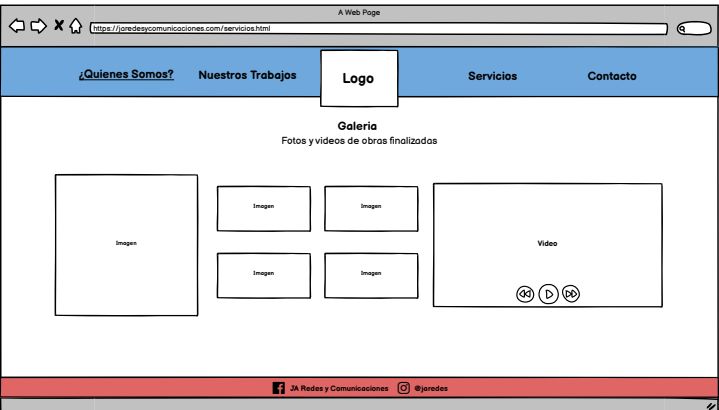 A Web Page
https://joredesycomunicaciones.com/servicios.html
¿Quienes Somos?
Nuestros Trabajos
Logo
Servicios
Contacto
Galeria
Fotos y videos de obras finalizadas
Imagen
Imagen
Imagen
Imagen
Imagen
Video
JA Redes y Comunicaciones
@jaredes